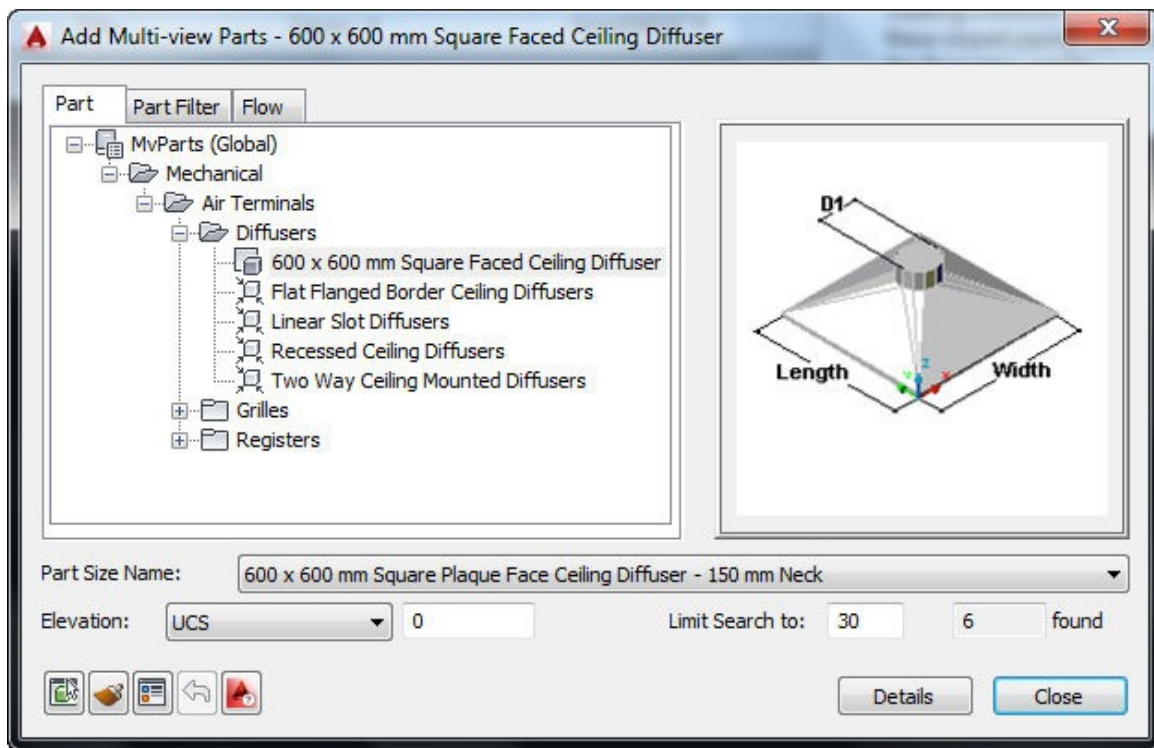 Add Multi-view Parts - 600 x 600 mm Square Faced Ceiling Diffuser
Part
Part Filter
Flow
MvParts (Global)
Mechanical
Air Terminals
Diffusers
600 x 600 mm Square Faced Ceiling Diffuser
Flat Flanged Border Ceiling Diffusers
Linear Slot Diffusers
Recessed Ceiling Diffusers
Two Way Ceiling Mounted Diffusers
Grilles
Registers
D1
Length
Width
Y
Z
X
Part Size Name: 600 x 600 mm Square Plaque Face Ceiling Diffuser - 150 mm Neck
Elevation: UCS 0 Limit Search to: 30 6 found
Details
Close